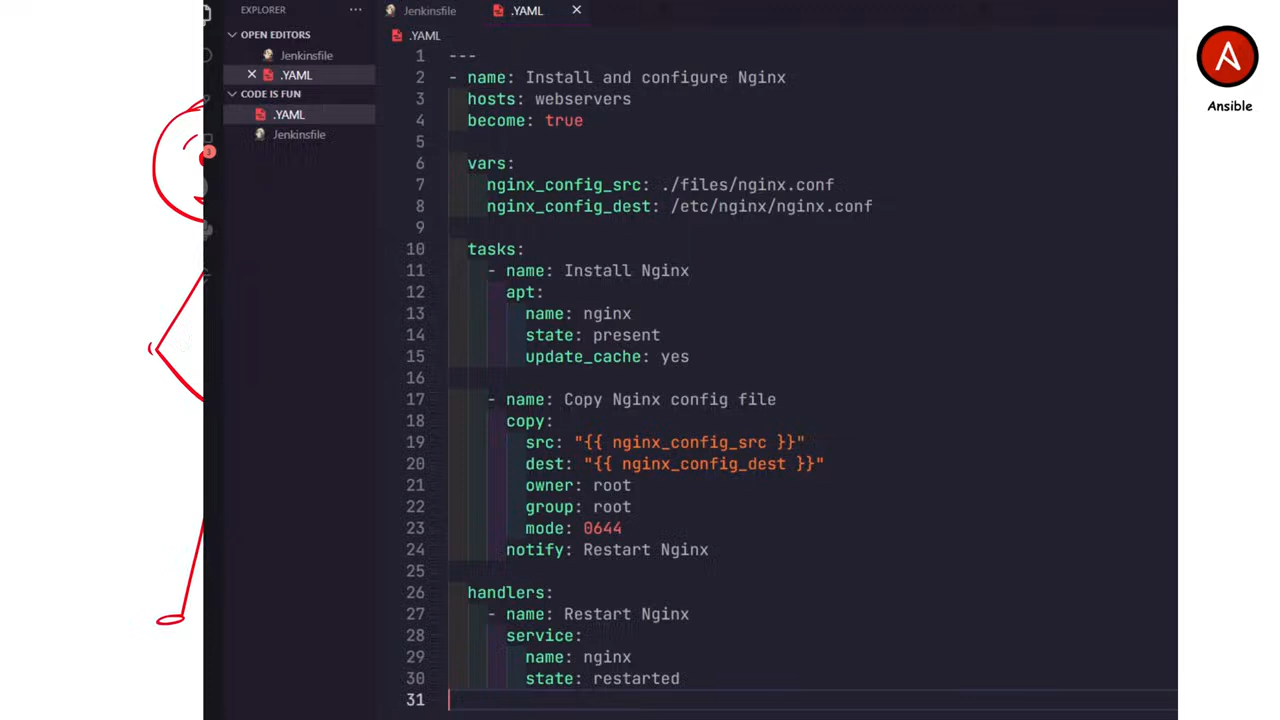 EXPLORER ···
Jenkinsfile
.YAML
OPEN EDITORS
Jenkinsfile
.YAML
CODE IS FUN
.YAML
Jenkinsfile
3
.YAML
1 ---
2 - name: Install and configure Nginx
3 hosts: webservers
4 become: true
5
6 vars:
7 nginx_config_src: ./files/nginx.conf
8 nginx_config_dest: /etc/nginx/nginx.conf
9
10 tasks:
11 - name: Install Nginx
12 apt:
13 name: nginx
14 state: present
15 update_cache: yes
16
17 - name: Copy Nginx config file
18 copy:
19 src: "{{ nginx_config_src }}"
20 dest: "{{ nginx_config_dest }}"
21 owner: root
22 group: root
23 mode: 0644
24 notify: Restart Nginx
25
26 handlers:
27 - name: Restart Nginx
28 service:
29 name: nginx
30 state: restarted
31
A
Ansible